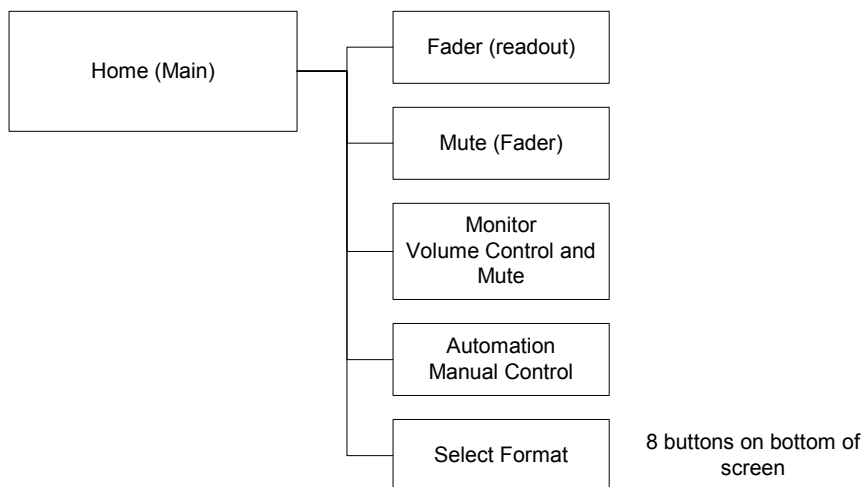 Home (Main)
Fader (readout)
Mute (Fader)
Monitor
Volume Control and
Mute
Automation
Manual Control
Select Format
8 buttons on bottom of
screen